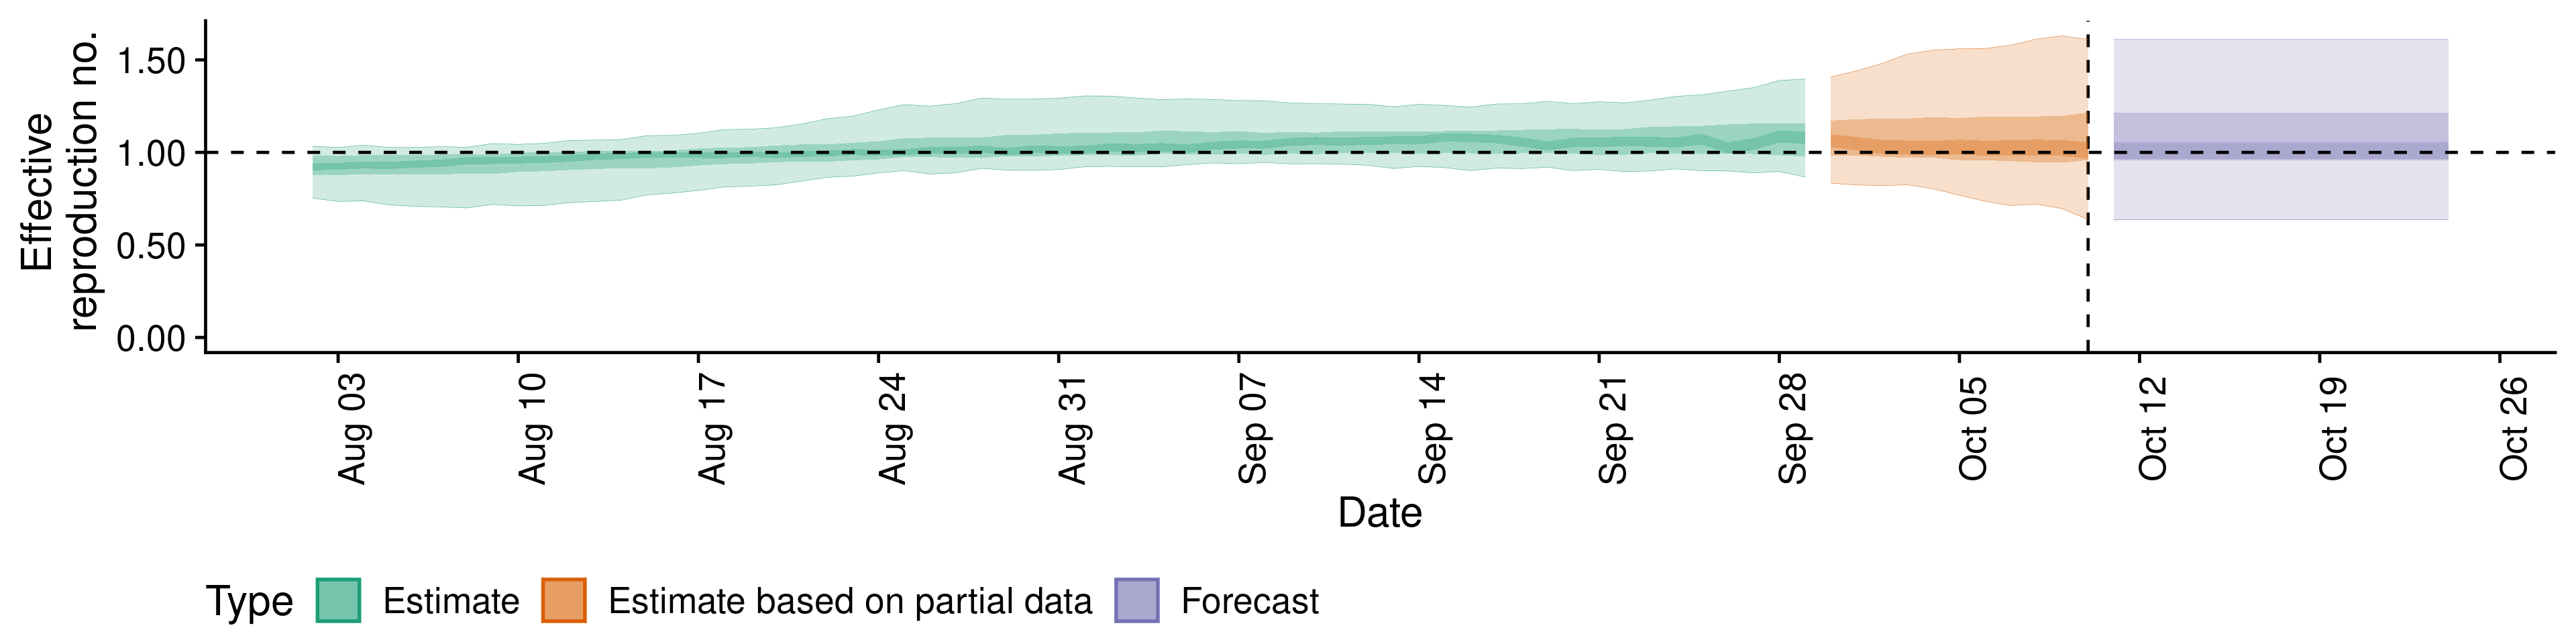 Effective
reproduction no.
1.50
1.00
0.50
0.00
Aug 03
Aug 10
Aug 17
Aug 24
Aug 31
Sep 07
Sep 14
Sep 21
Sep 28
Oct 05
Oct 12
Oct 19
Oct 26
Date
Type Estimate Estimate based on partial data Forecast